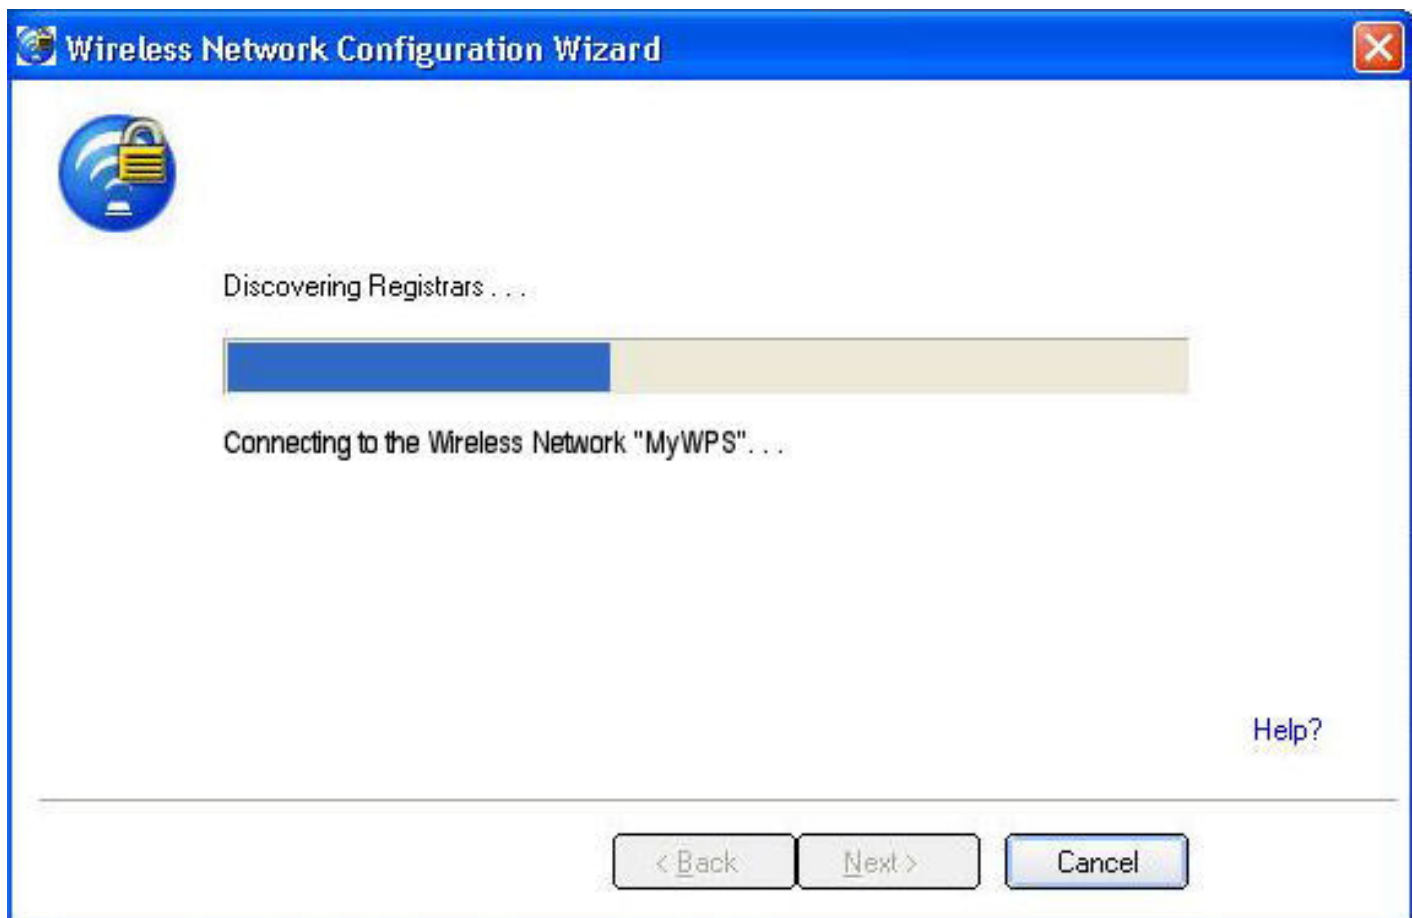 Wireless Network Configuration Wizard
Discovering Registrars . . .
Connecting to the Wireless Network "MyWPS". . .
Help?
< Back Next > Cancel